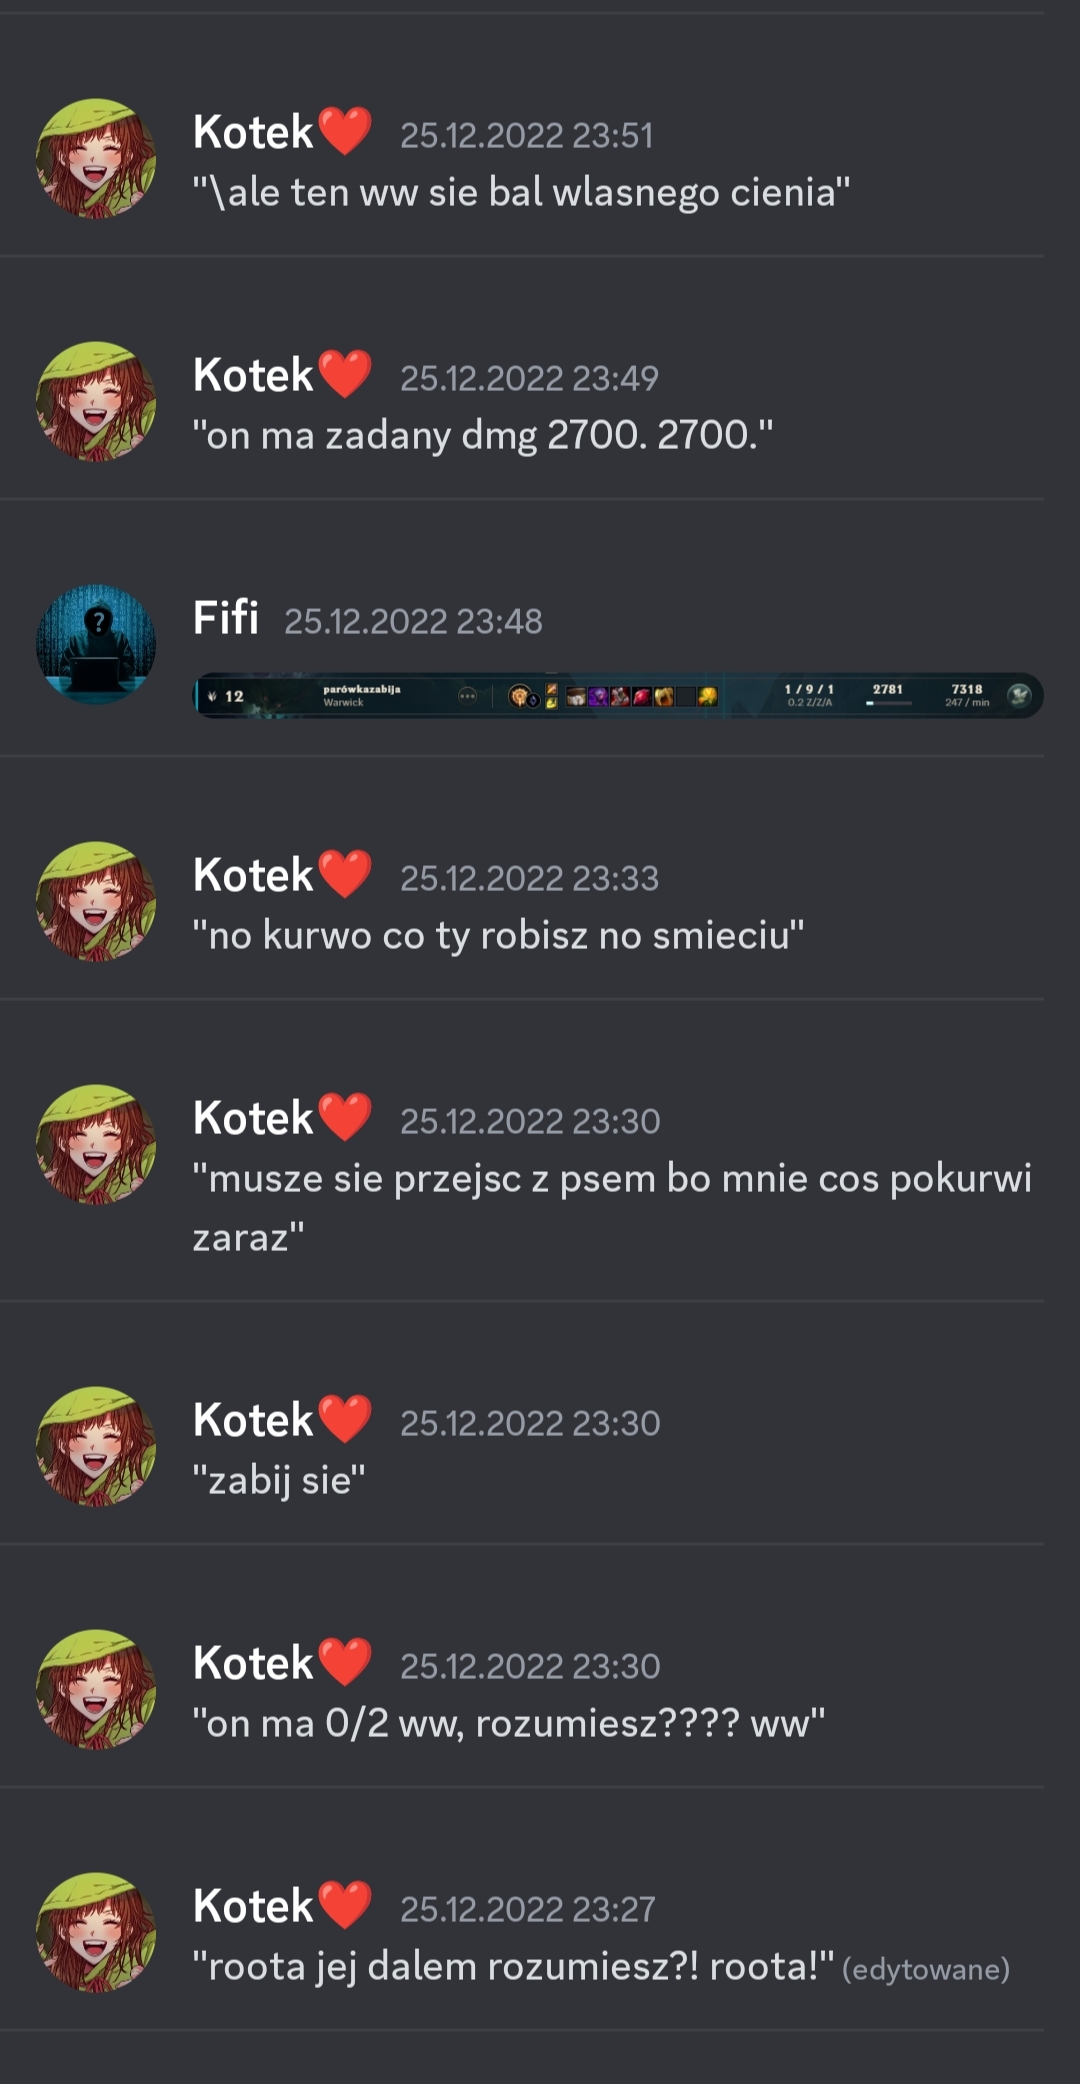 Kotek❤️ 25.12.2022 23:51
"\ale ten ww sie bal wlasnego cienia"
Kotek❤️ 25.12.2022 23:49
"on ma zadany dmg 2700. 2700."
Fifi 25.12.2022 23:48
?
12 parówkazabija 1 / 9 / 1 2781 7318
Warwick 0.2 Z/Z/A 247 / min
Kotek❤️ 25.12.2022 23:33
"no kurwo co ty robisz no smieciu"
Kotek❤️ 25.12.2022 23:30
"musze sie przejsc z psem bo mnie cos pokurwi
zaraz"
Kotek❤️ 25.12.2022 23:30
"zabij sie"
Kotek❤️ 25.12.2022 23:30
"on ma 0/2 ww, rozumiesz???? ww"
Kotek❤️ 25.12.2022 23:27
"roota jej dalem rozumiesz?! roota!" (edytowane)